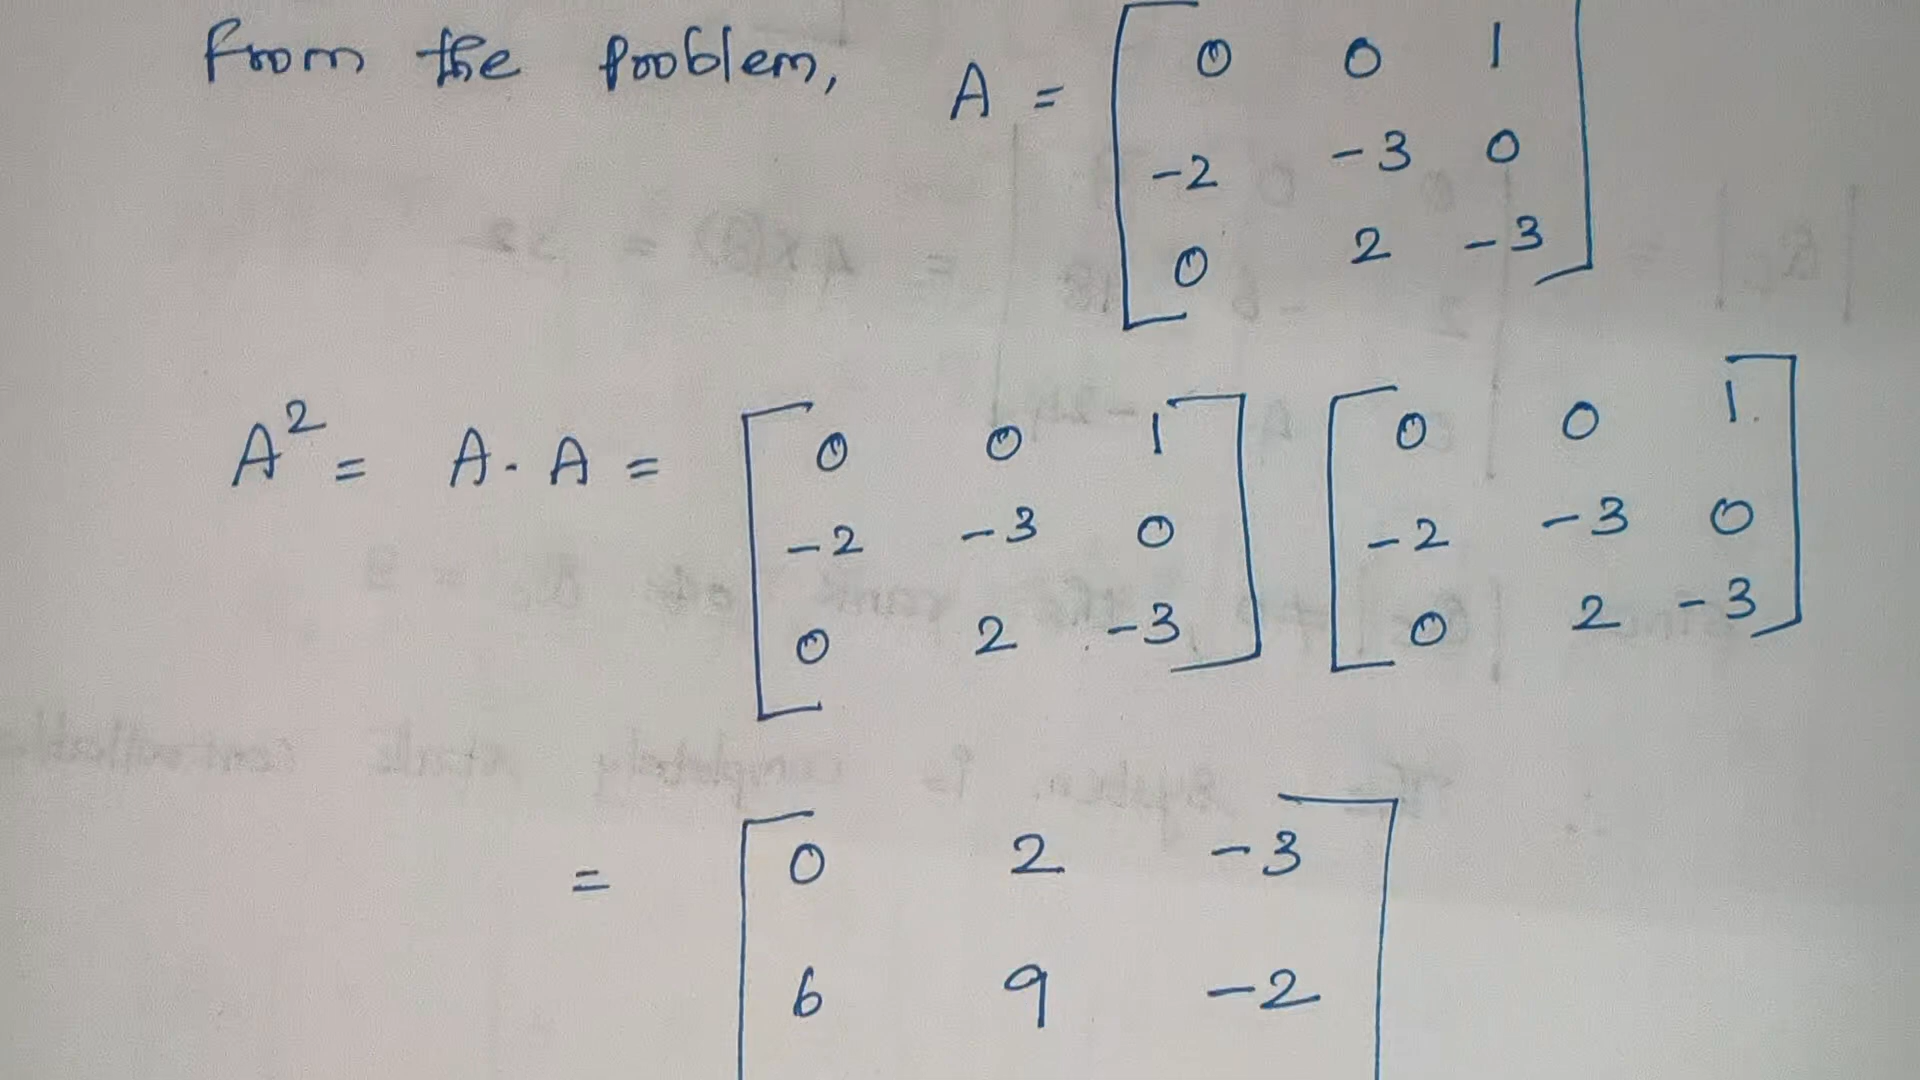 From the problem, A = [ 0 0 1
-2 -3 0
0 2 -3 ]
A² = A . A = [ 0 0 1 ] [ 0 0 1
-2 -3 0 -2 -3 0
0 2 -3 0 2 -3 ]
= [ 0 2 -3
6 9 -2